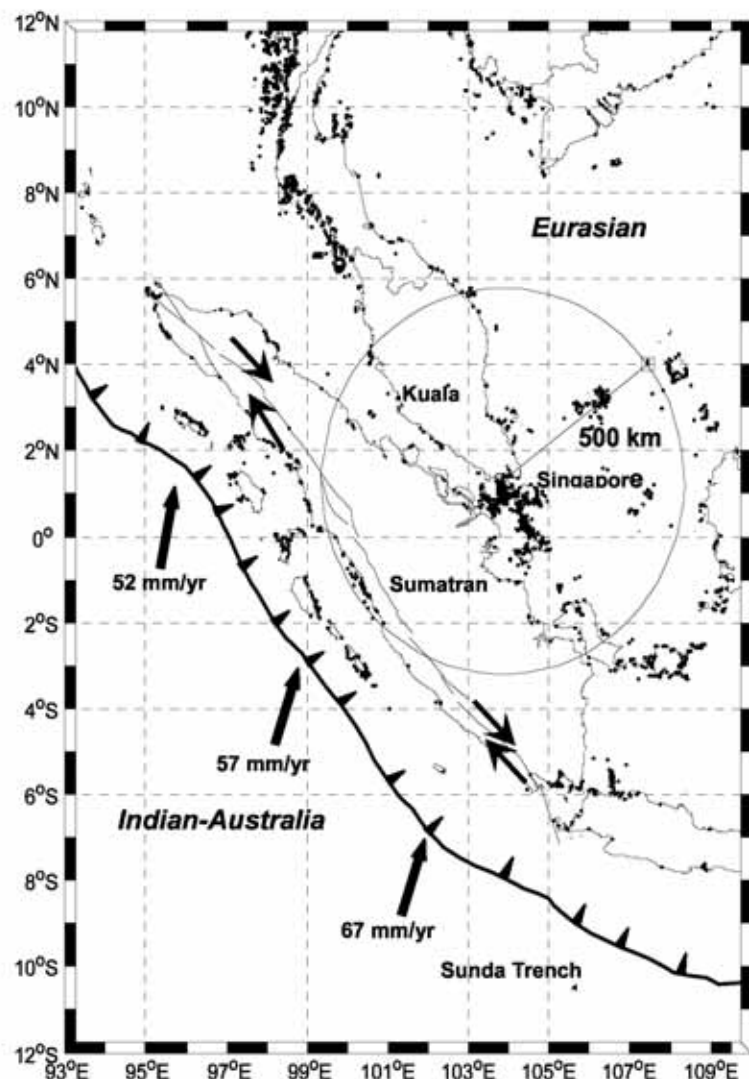 12°N
10°N
8°N
Eurasian
6°N
4°N
Kuala
500 km
2°N
Singapore
0°
52 mm/yr
Sumatran
2°S
4°S
57 mm/yr
6°S
Indian-Australia
8°S
67 mm/yr
Sunda Trench
10°S
12°S
93°E 95°E 97°E 99°E 101°E 103°E 105°E 107°E 109°E